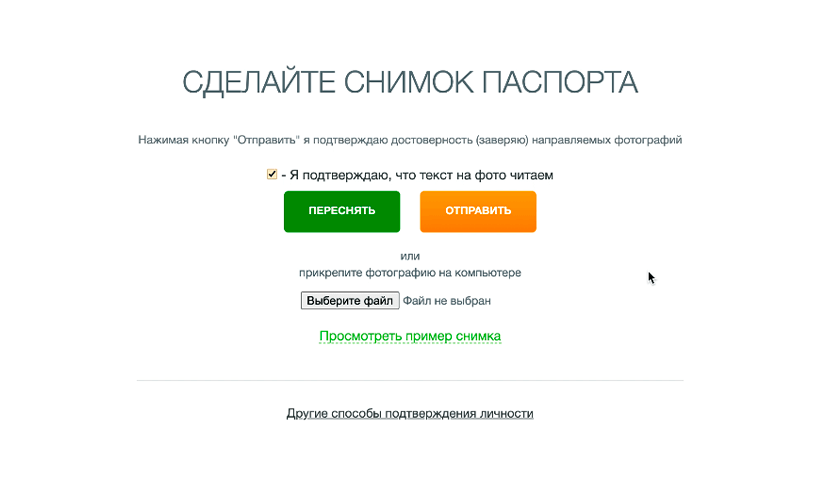 СДЕЛАЙТЕ СНИМОК ПАСПОРТА
Нажимая кнопку "Отправить" я подтверждаю достоверность (заверяю) направляемых фотографий
- Я подтверждаю, что текст на фото читаем
ПЕРЕСНЯТЬ ОТПРАВИТЬ
или
прикрепите фотографию на компьютере
Выберите файл Файл не выбран
Просмотреть пример снимка
Другие способы подтверждения личности